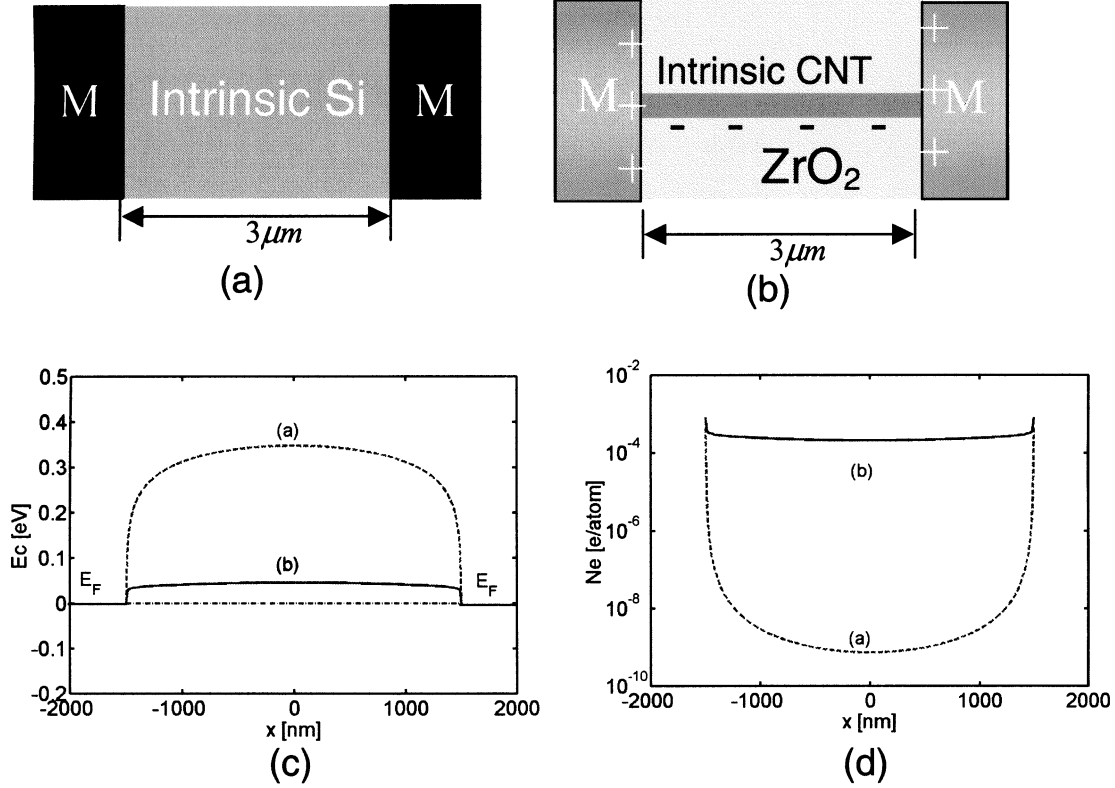 M
Intrinsic Si
M
3μm
(a)
Intrinsic CNT
M
M
+
+
+
+
+
+
- - - -
ZrO₂
3μm
(b)
0.5
0.4
0.3
0.2
0.1
0
-0.1
-0.2
Ec [eV]
(a)
(b)
E_F
E_F
-2000 -1000 0 1000 2000
x [nm]
(c)
10⁻²
10⁻⁴
10⁻⁶
10⁻⁸
10⁻¹⁰
Ne [e/atom]
(b)
(a)
-2000 -1000 0 1000 2000
x [nm]
(d)